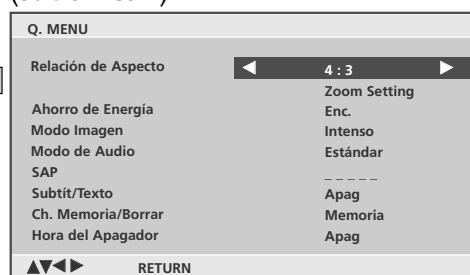 Q. MENU
Relación de Aspecto ◀ 4 : 3 ▶
Zoom Setting
Ahorro de Energía Enc.
Modo Imagen Intenso
Modo de Audio Estándar
SAP _ _ _ _ _
Subtít/Texto Apag
Ch. Memoria/Borrar Memoria
Hora del Apagador Apag
▲▼◀▶ RETURN